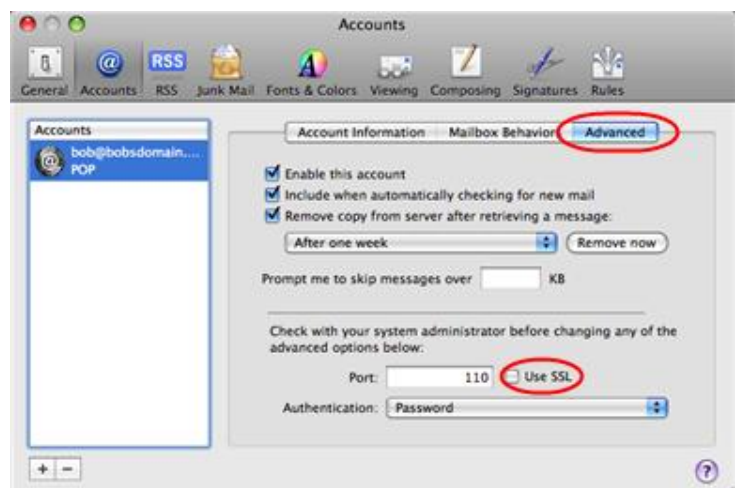 Accounts
General Accounts RSS Junk Mail Fonts & Colors Viewing Composing Signatures Rules
RSS
Accounts
bob@bobsdomain....
POP
Account Information Mailbox Behavior Advanced
Enable this account
Include when automatically checking for new mail
Remove copy from server after retrieving a message:
After one week Remove now
Prompt me to skip messages over KB
Check with your system administrator before changing any of the
advanced options below:
Port: 110 Use SSL
Authentication: Password
+ - ?